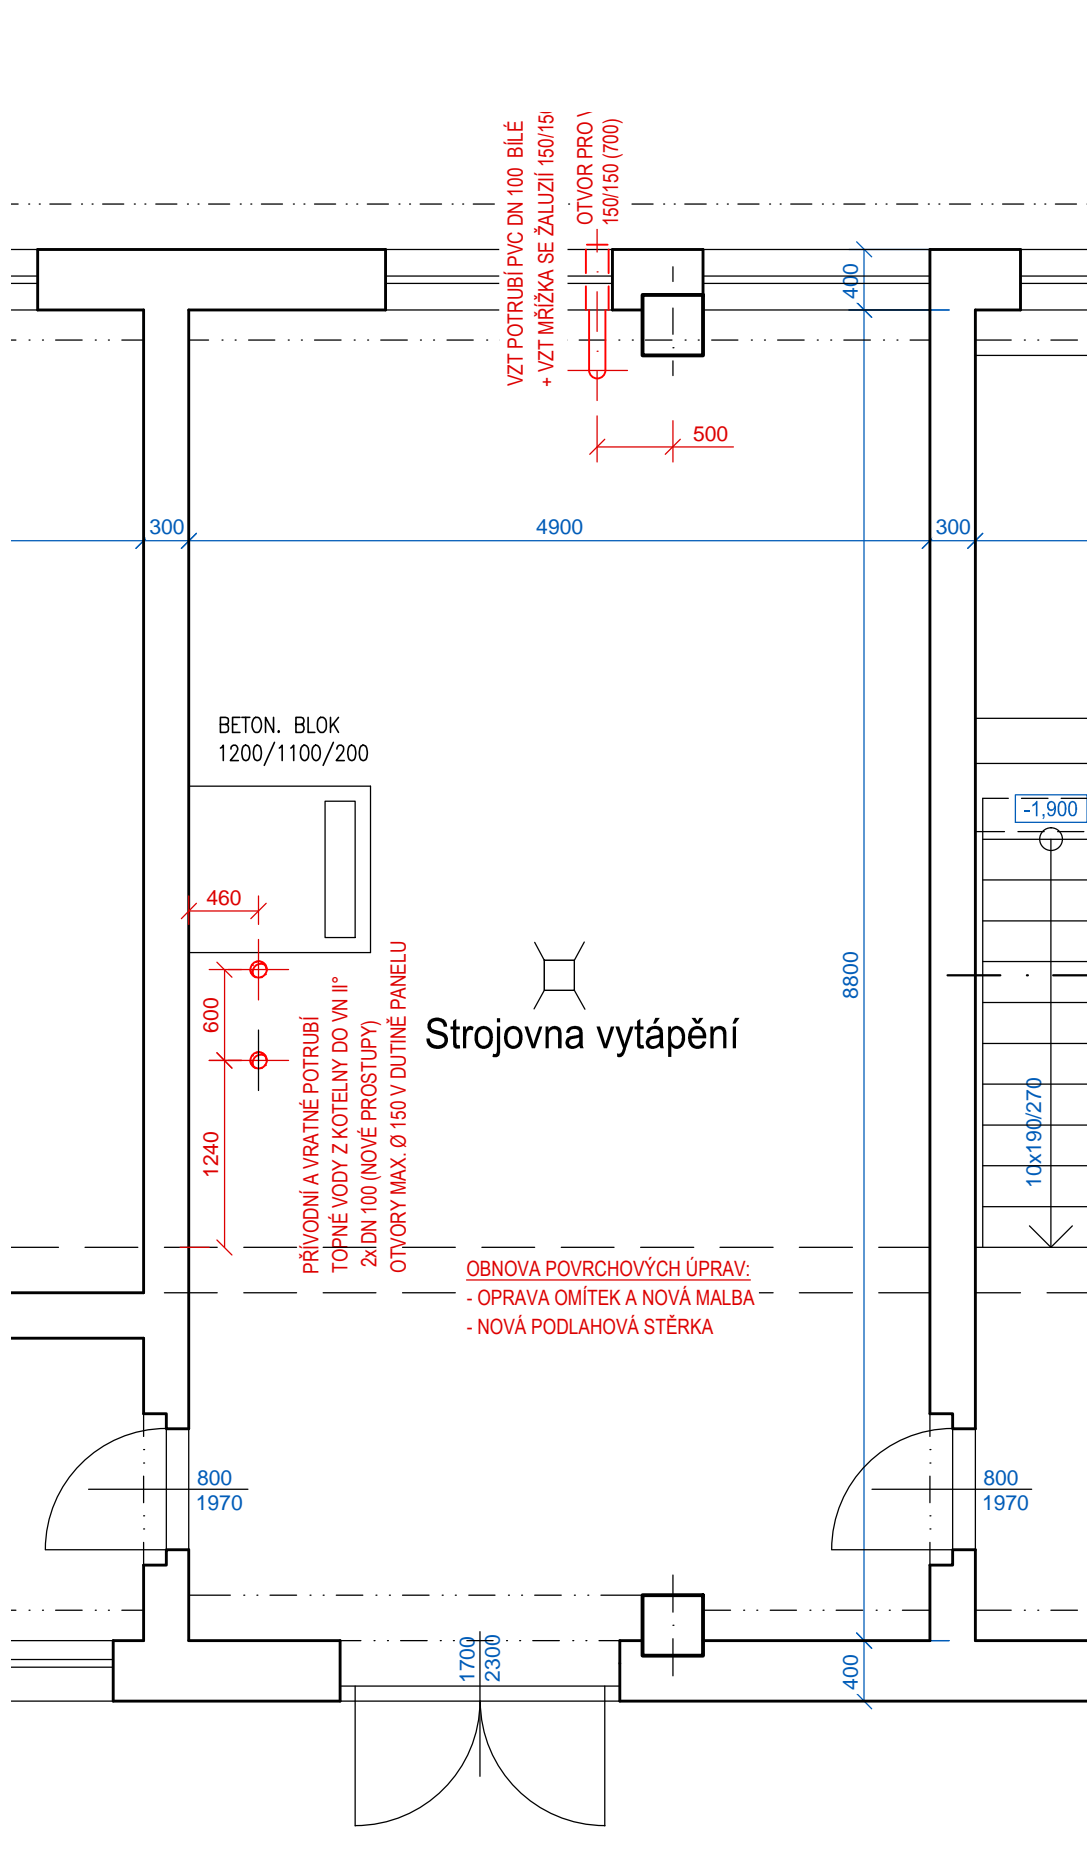 VZT POTRUBÍ PVC DN 100 BÍLÉ
+ VZT MŘÍŽKA SE ŽALUZIÍ
OTVOR PRO
150/150 (700)
400
500
300
4900
300
BETON. BLOK
1200/1100/200
-1,900
460
600
1240
PŘÍVODNÍ A VRATNÉ POTRUBÍ
TOPNÉ VODY Z KOTELNY DO VN II°
2x DN 100 (NOVÉ PROSTUPY)
OTVORY MAX. Ø 150 V DUTINĚ PANELU
Strojovna vytápění
8800
10x190/270
OBNOVA POVRCHOVÝCH ÚPRAV:
- OPRAVA OMÍTEK A NOVÁ MALBA
- NOVÁ PODLAHOVÁ STĚRKA
800
1970
800
1970
1700
2300
400